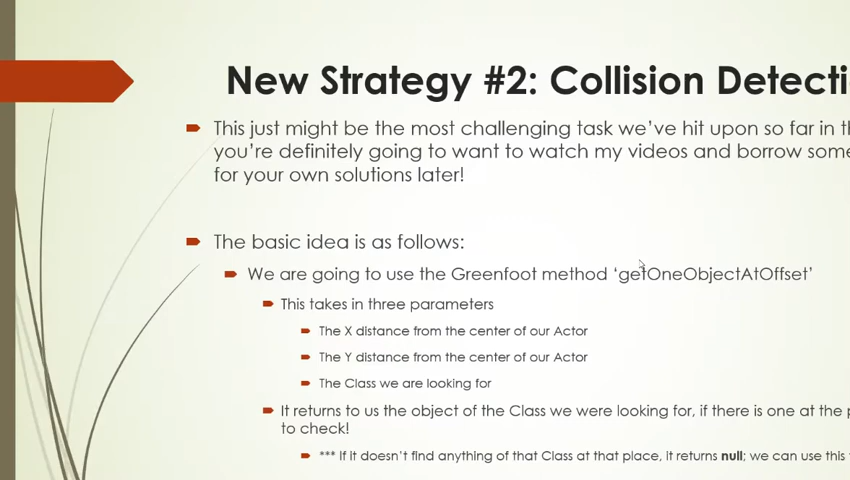 New Strategy #2: Collision Detecti
This just might be the most challenging task we've hit upon so far in th
you're definitely going to want to watch my videos and borrow some
for your own solutions later!
The basic idea is as follows:
We are going to use the Greenfoot method 'getOneObjectAtOffset'
This takes in three parameters
The X distance from the center of our Actor
The Y distance from the center of our Actor
The Class we are looking for
It returns to us the object of the Class we were looking for, if there is one at the p
to check!
*** If it doesn't find anything of that Class at that place, it returns null; we can use this